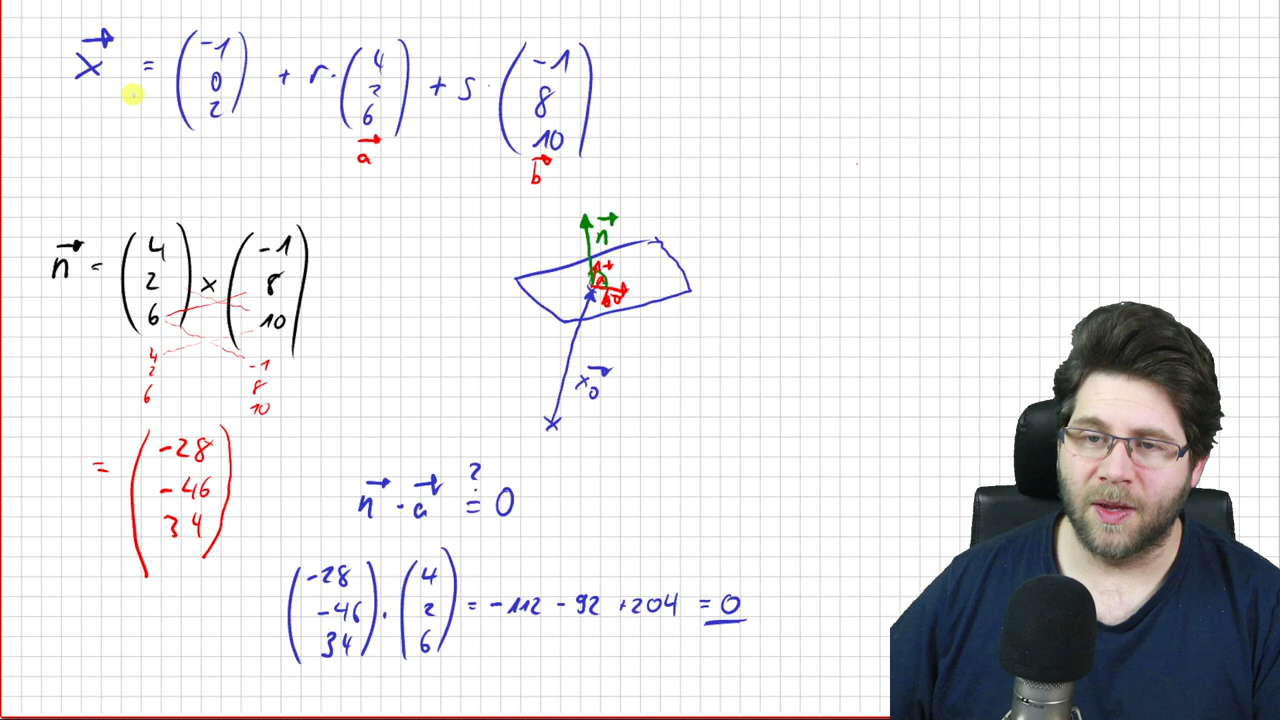 x⃗ = (-1 0 2) + r · (4 2 6) + s · (-1 8 10)
a⃗ b⃗
n⃗ = (4 2 6) × (-1 8 10)
4 -1
2 8
6 10
= (-28 -46 34)
n⃗
a⃗
b⃗
x₀⃗
n⃗ · a⃗ ≟ 0
(-28 -46 34) · (4 2 6) = -112 - 92 + 204 = 0